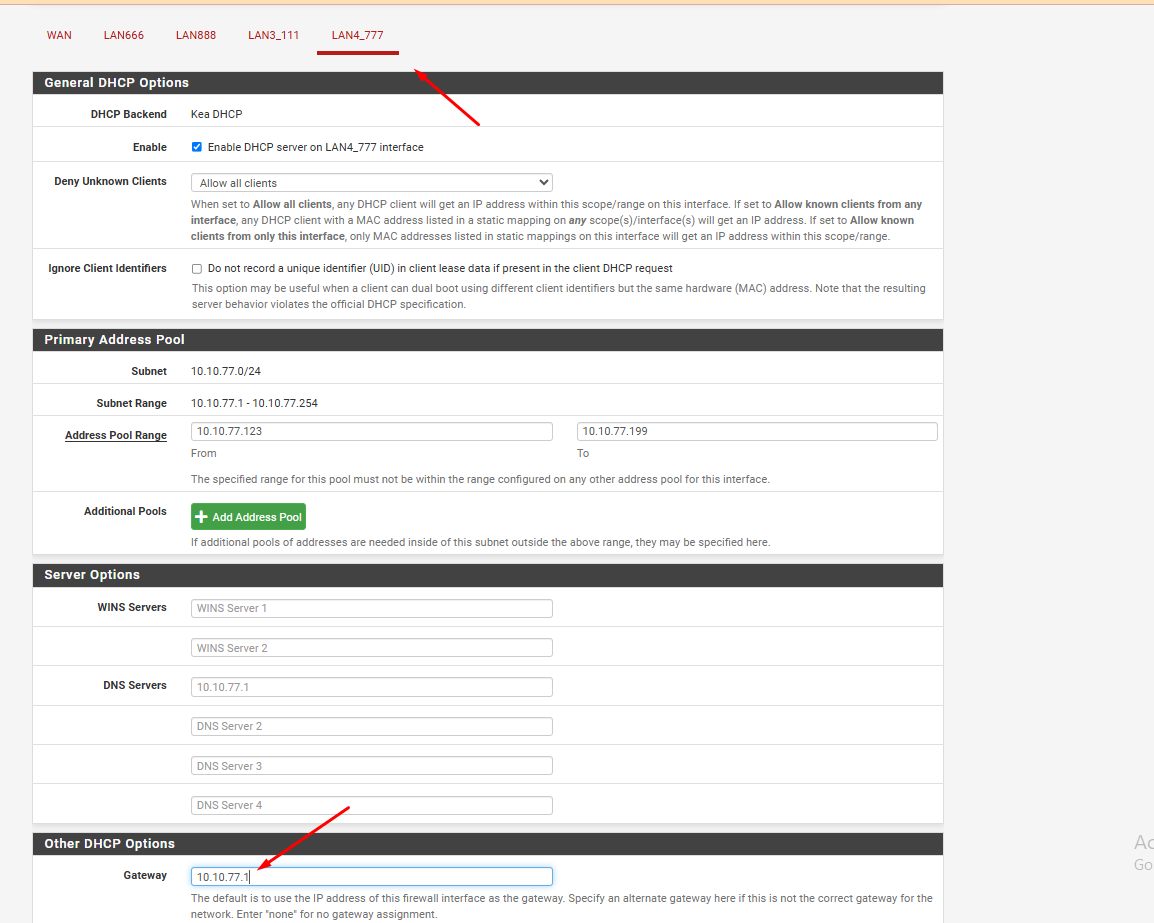 WAN LAN666 LAN888 LAN3_111 LAN4_777
General DHCP Options
DHCP Backend Kea DHCP
Enable Enable DHCP server on LAN4_777 interface
Deny Unknown Clients Allow all clients
When set to Allow all clients, any DHCP client will get an IP address within this scope/range on this interface. If set to Allow known clients from any
interface, any DHCP client with a MAC address listed in a static mapping on any scope(s)/interface(s) will get an IP address. If set to Allow known
clients from only this interface, only MAC addresses listed in static mappings on this interface will get an IP address within this scope/range.
Ignore Client Identifiers Do not record a unique identifier (UID) in client lease data if present in the client DHCP request
This option may be useful when a client can dual boot using different client identifiers but the same hardware (MAC) address. Note that the resulting
server behavior violates the official DHCP specification.
Primary Address Pool
Subnet 10.10.77.0/24
Subnet Range 10.10.77.1 - 10.10.77.254
Address Pool Range 10.10.77.123 10.10.77.199
From To
The specified range for this pool must not be within the range configured on any other address pool for this interface.
Additional Pools Add Address Pool
If additional pools of addresses are needed inside of this subnet outside the above range, they may be specified here.
Server Options
WINS Servers WINS Server 1
WINS Server 2
DNS Servers 10.10.77.1
DNS Server 2
DNS Server 3
DNS Server 4
Other DHCP Options
Gateway 10.10.77.1
The default is to use the IP address of this firewall interface as the gateway. Specify an alternate gateway here if this is not the correct gateway for the
network. Enter "none" for no gateway assignment.